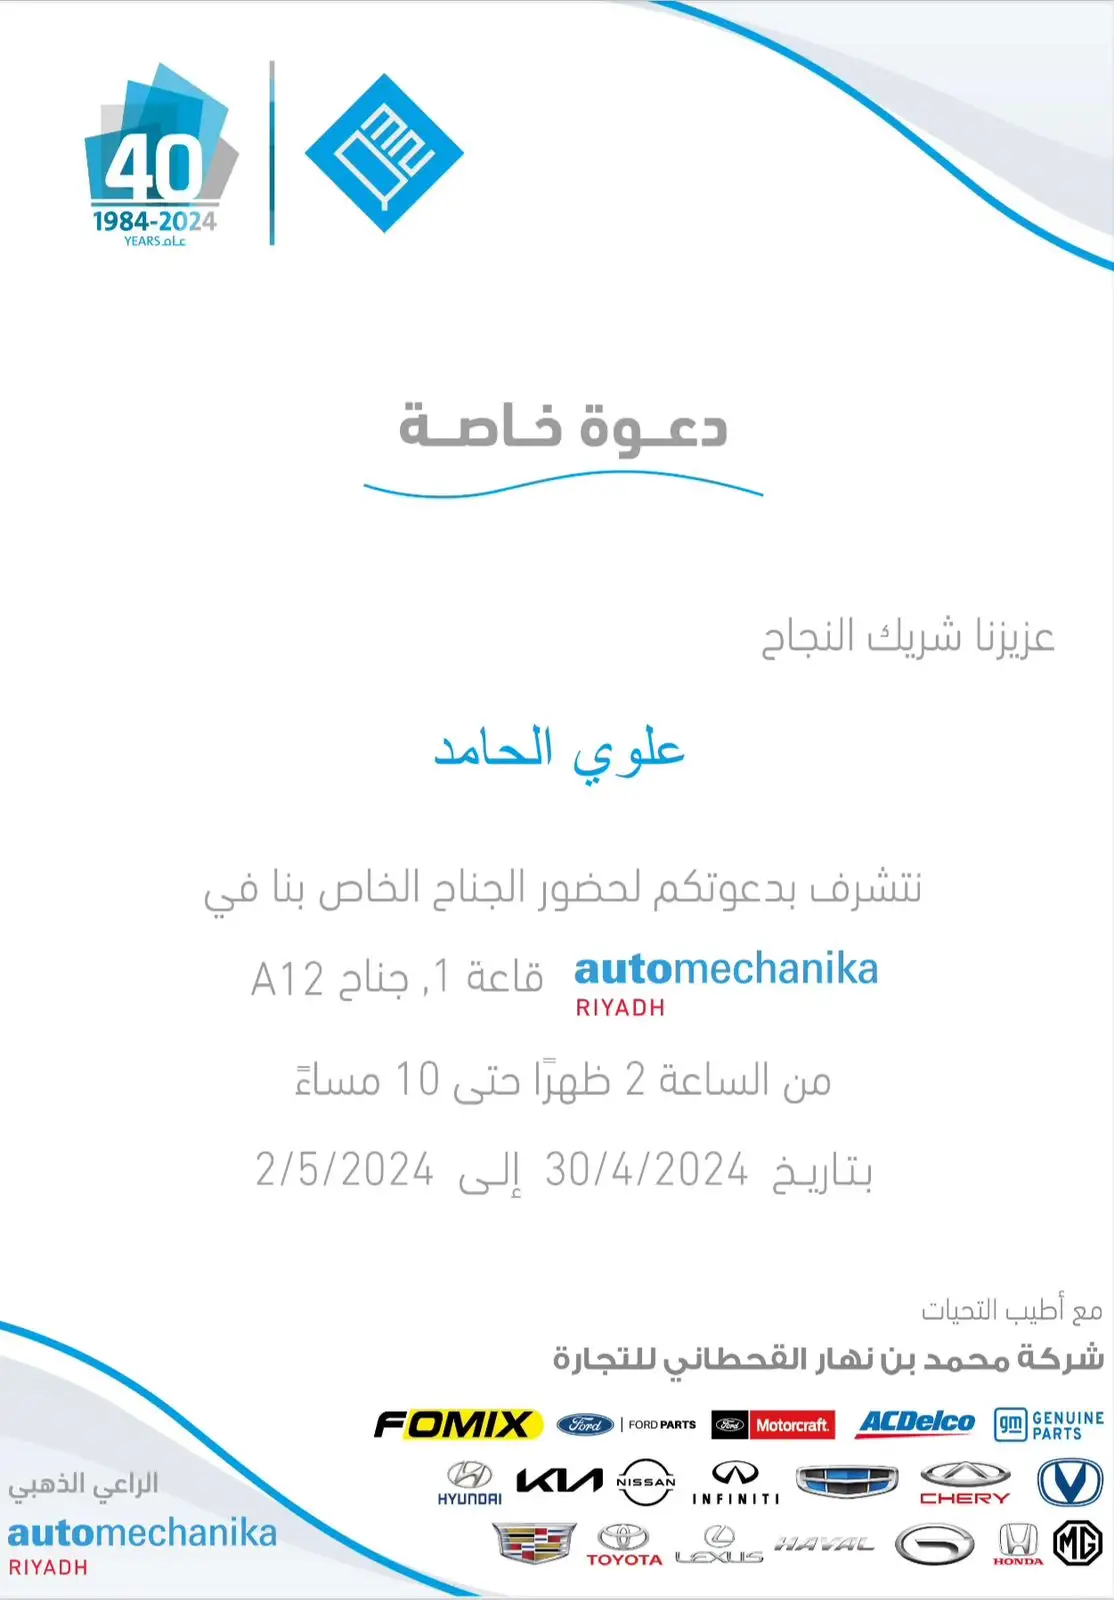 40
1984-2024
YEARS عام
دعوة خاصة
عزيزنا شريك النجاح
علوي الحامد
نتشرف بدعوتكم لحضور الجناح الخاص بنا في
automechanika قاعة 1, جناح A12
RIYADH
من الساعة 2 ظهرًا حتى 10 مساءً
بتاريخ 30/4/2024 إلى 2/5/2024
مع أطيب التحيات
شركة محمد بن نهار القحطاني للتجارة
FOMIX Ford | FORD PARTS Ford Motorcraft. ACDelco gm GENUINE PARTS
HYUNDAI KIA NISSAN INFINITI CHERY
TOYOTA LEXUS HAVAL HONDA MG
الراعي الذهبي
automechanika
RIYADH